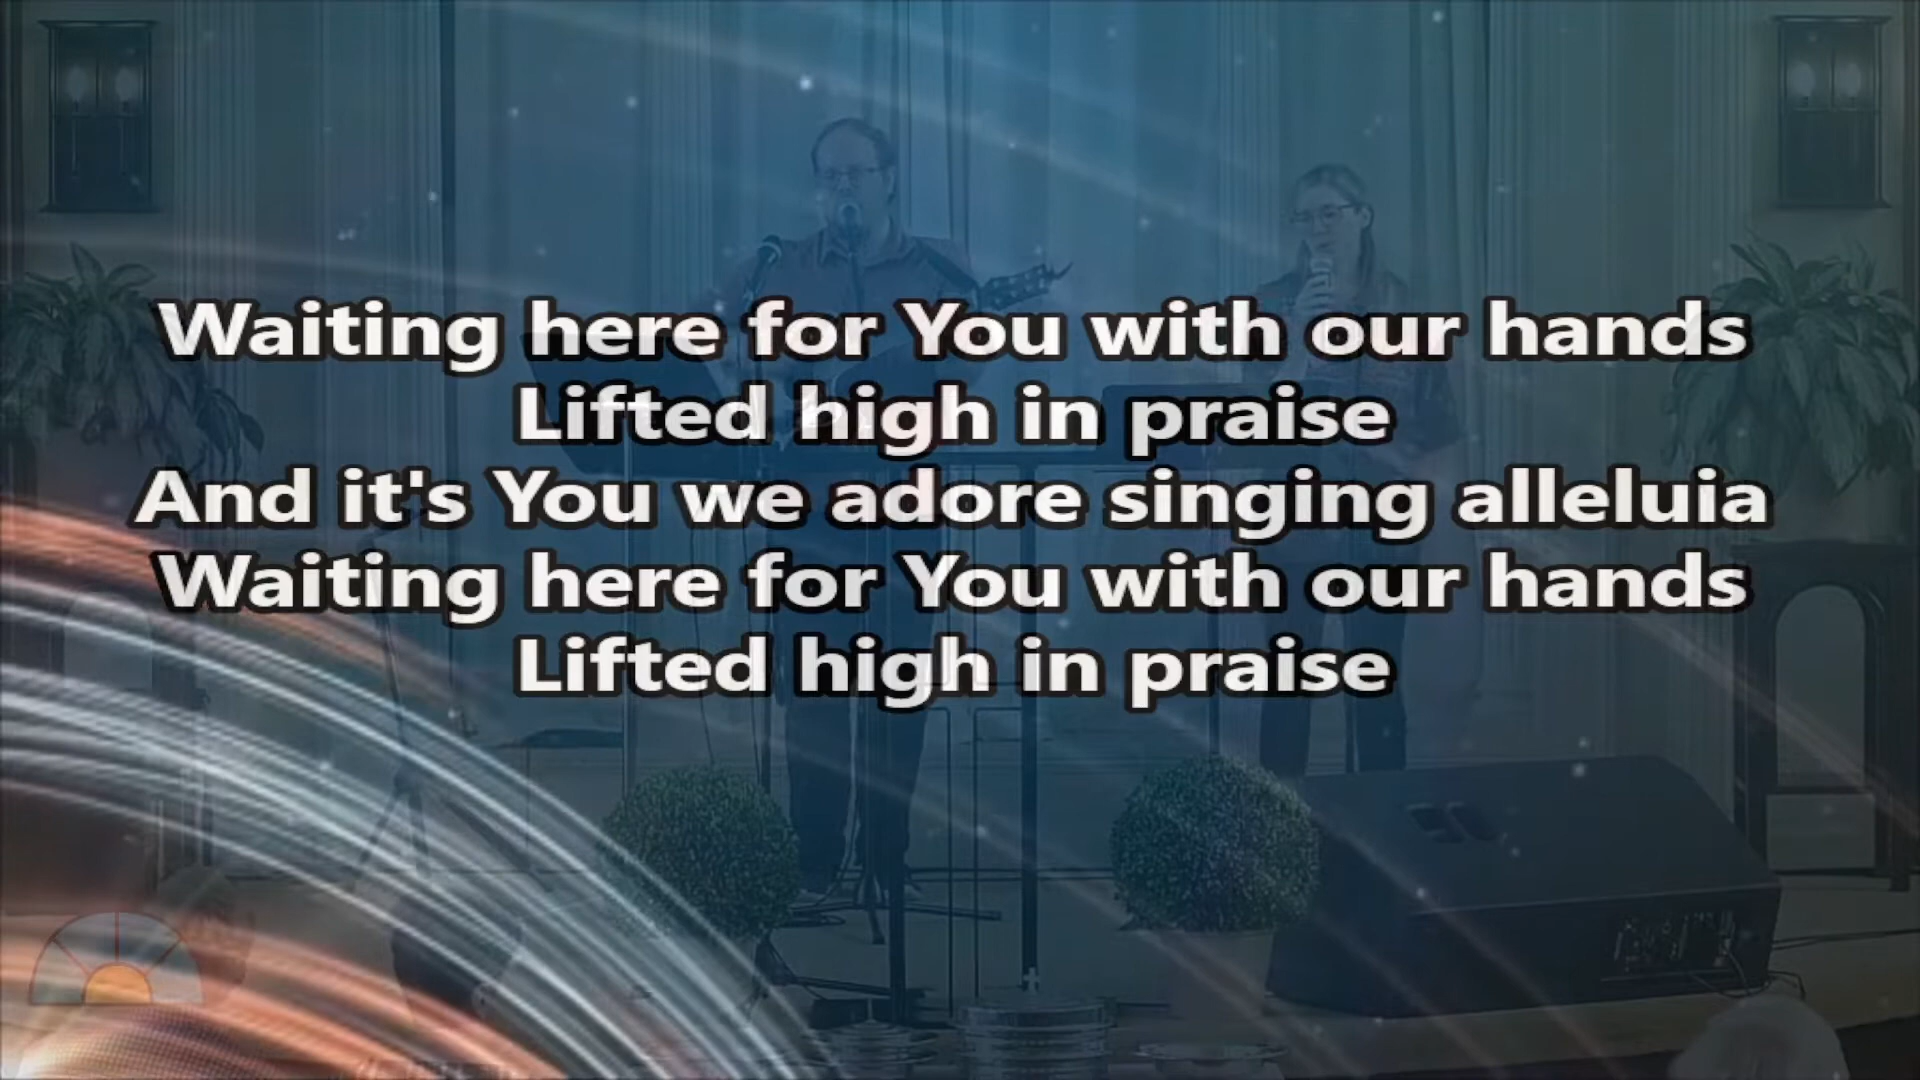 Waiting here for You with our hands
Lifted high in praise
And it's You we adore singing alleluia
Waiting here for You with our hands
Lifted high in praise